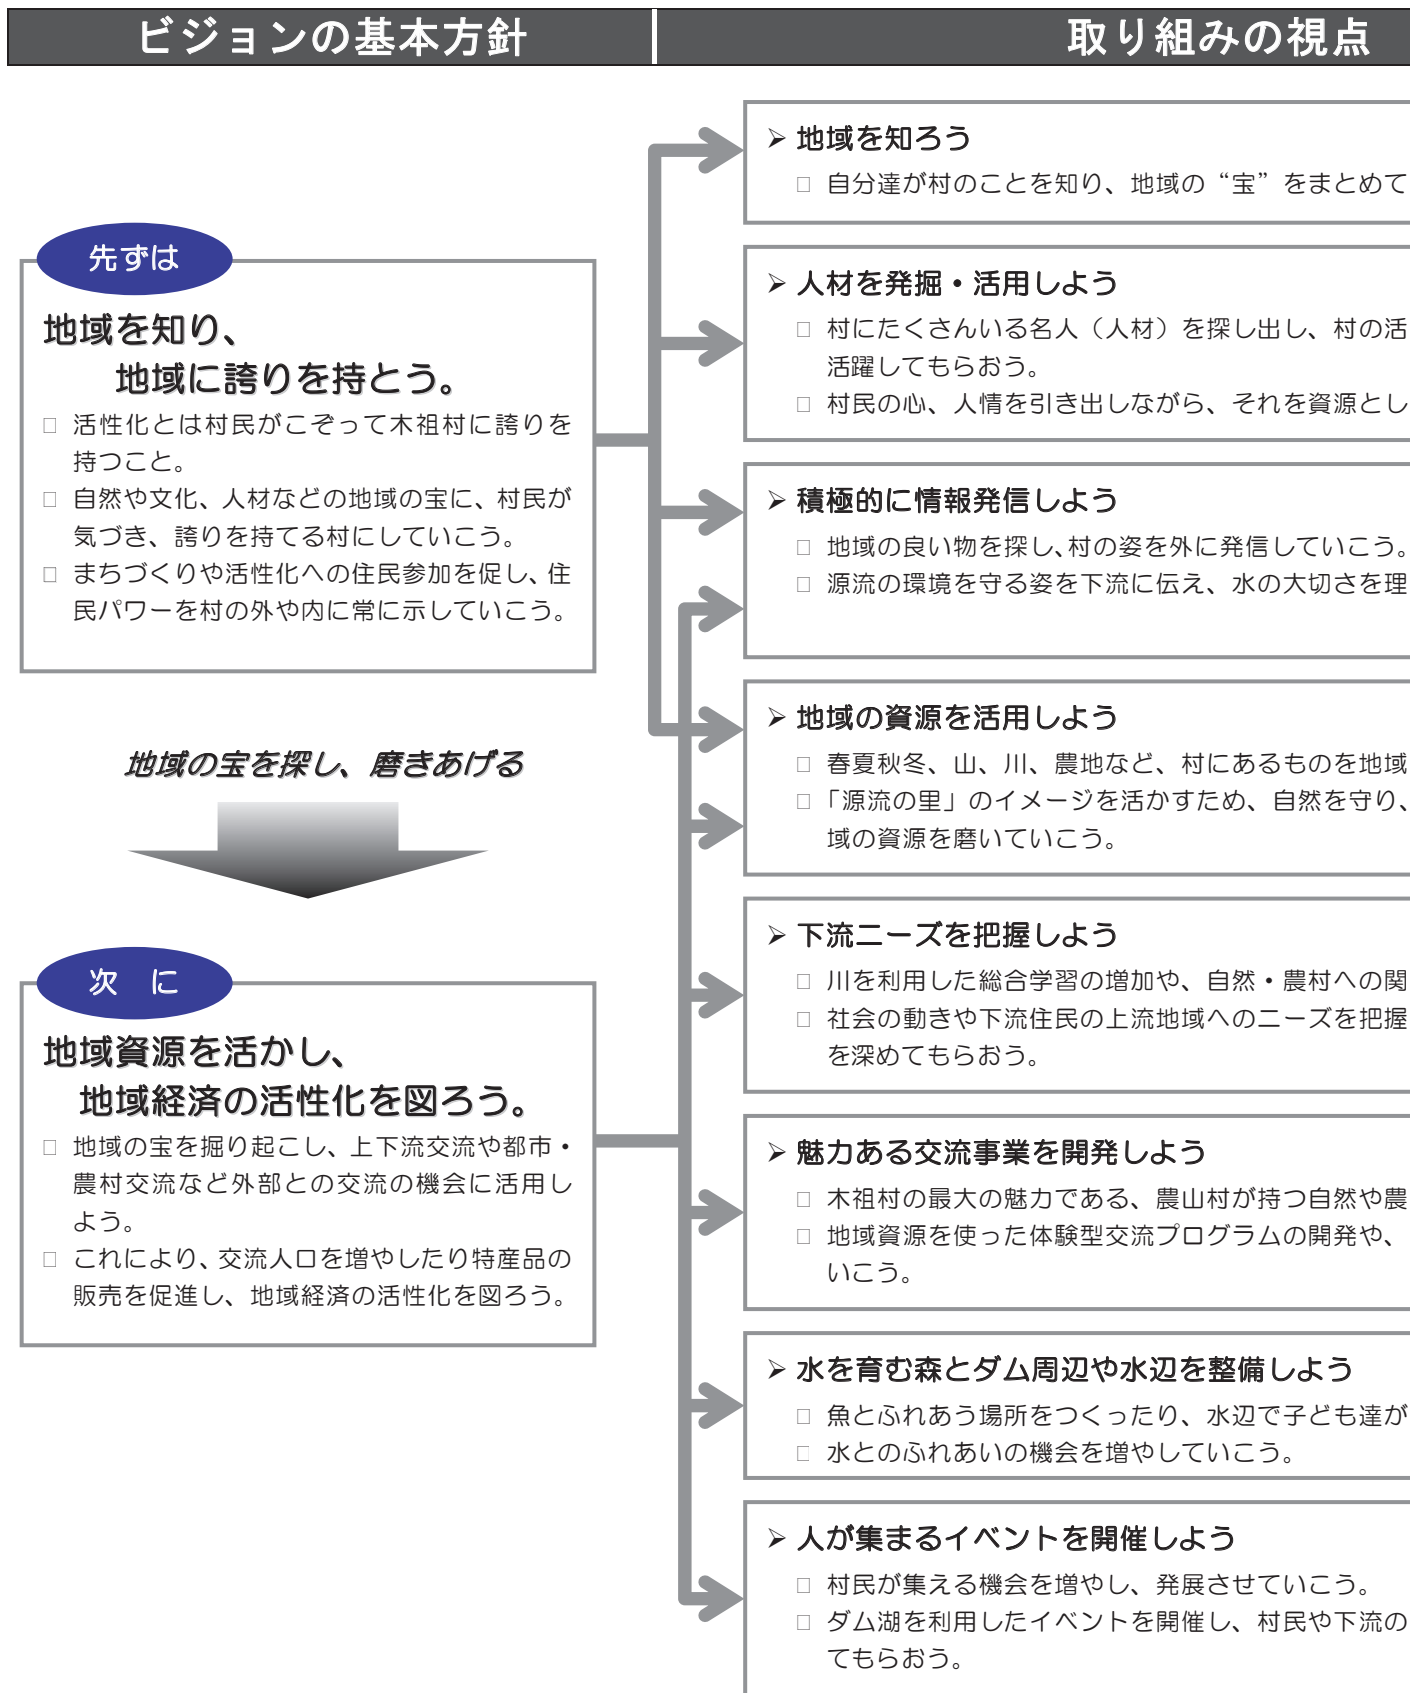 ビジョンの基本方針
取り組みの視点
先ずは
地域を知り、
地域に誇りを持とう。
□ 活性化とは村民がこぞって木祖村に誇りを
持つこと。
□ 自然や文化、人材などの地域の宝に、村民が
気づき、誇りを持てる村にしていこう。
□ まちづくりや活性化への住民参加を促し、住
民パワーを村の外や内に常に示していこう。
地域の宝を探し、磨きあげる
次 に
地域資源を活かし、
地域経済の活性化を図ろう。
□ 地域の宝を掘り起こし、上下流交流や都市・
農村交流など外部との交流の機会に活用し
よう。
□ これにより、交流人口を増やしたり特産品の
販売を促進し、地域経済の活性化を図ろう。
➢ 地域を知ろう
□ 自分達が村のことを知り、地域の“宝”をまとめて
➢ 人材を発掘・活用しよう
□ 村にたくさんいる名人（人材）を探し出し、村の活
活躍してもらおう。
□ 村民の心、人情を引き出しながら、それを資源とし
➢ 積極的に情報発信しよう
□ 地域の良い物を探し、村の姿を外に発信していこう。
□ 源流の環境を守る姿を下流に伝え、水の大切さを理
➢ 地域の資源を活用しよう
□ 春夏秋冬、山、川、農地など、村にあるものを地域
□「源流の里」のイメージを活かすため、自然を守り、
域の資源を磨いていこう。
➢ 下流ニーズを把握しよう
□ 川を利用した総合学習の増加や、自然・農村への関
□ 社会の動きや下流住民の上流地域へのニーズを把握
を深めてもらおう。
➢ 魅力ある交流事業を開発しよう
□ 木祖村の最大の魅力である、農山村が持つ自然や農
□ 地域資源を使った体験型交流プログラムの開発や、
いこう。
➢ 水を育む森とダム周辺や水辺を整備しよう
□ 魚とふれあう場所をつくったり、水辺で子ども達が
□ 水とのふれあいの機会を増やしていこう。
➢ 人が集まるイベントを開催しよう
□ 村民が集える機会を増やし、発展させていこう。
□ ダム湖を利用したイベントを開催し、村民や下流の
てもらおう。